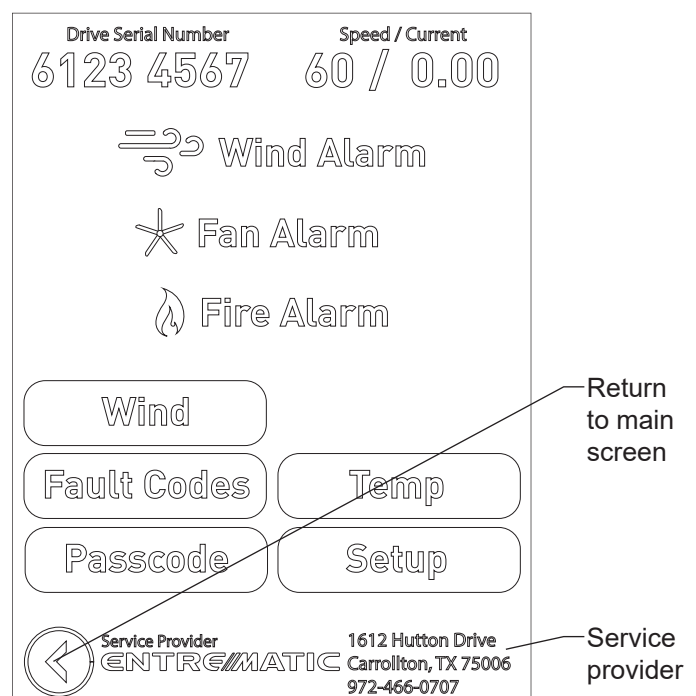 Drive Serial Number Speed / Current
6123 4567 60 / 0.00
Wind Alarm
Fan Alarm
Fire Alarm
Wind
Fault Codes Temp
Passcode Setup
Return
to main
screen
Service Provider
ENTRE///MATIC
1612 Hutton Drive
Carrollton, TX 75006
972-466-0707
Service
provider